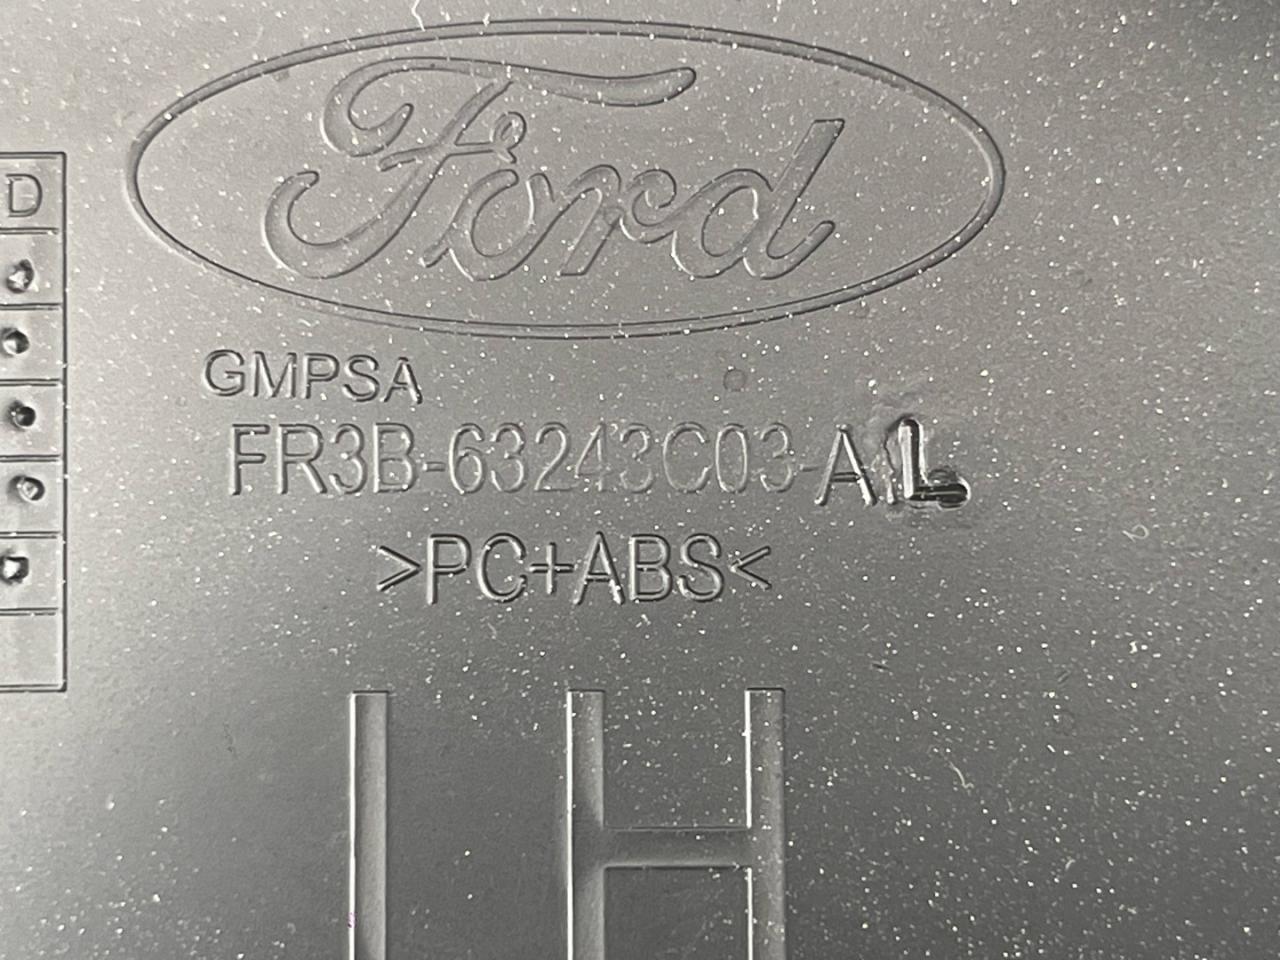 Ford
D
GMPSA
FR3B-63243C03-AL
>PC+ABS<
LH